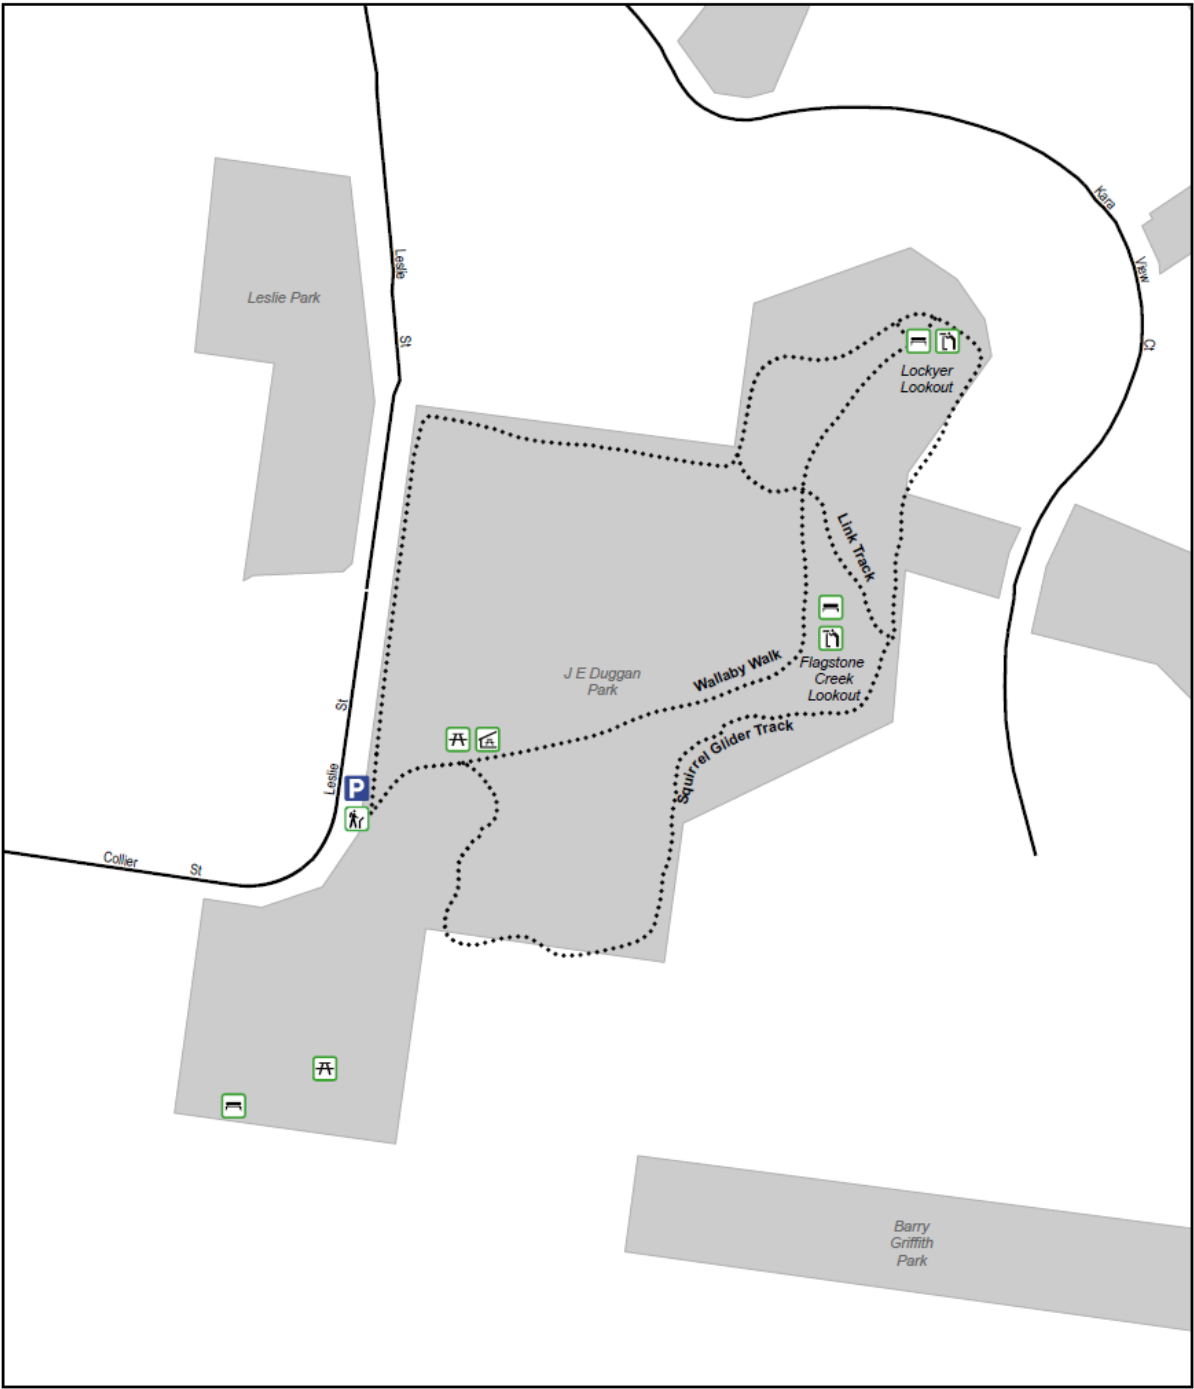 Kara
View
Ct
Leslie
St
Leslie Park
Lockyer
Lookout
Link Track
Flagstone
Creek
Lookout
Wallaby Walk
J E Duggan
Park
Squirrel Glider Track
St
Leslie
P
Collier
St
Barry
Griffith
Park